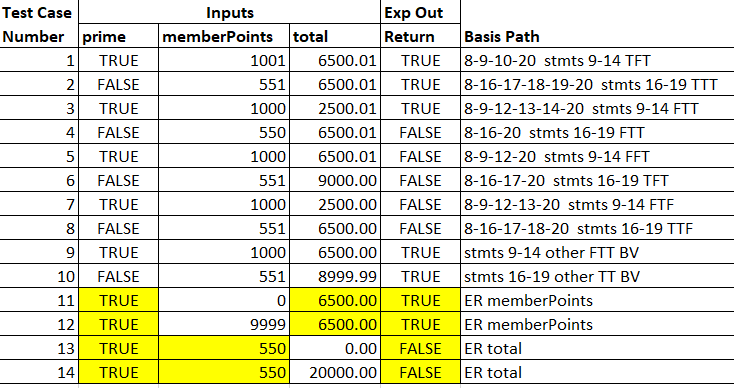 Test Case Inputs Exp Out
Number prime memberPoints total Return Basis Path
1 TRUE 1001 6500.01 TRUE 8-9-10-20 stmts 9-14 TFT
2 FALSE 551 6500.01 TRUE 8-16-17-18-19-20 stmts 16-19 TTT
3 TRUE 1000 2500.01 TRUE 8-9-12-13-14-20 stmts 9-14 FTT
4 FALSE 550 6500.01 FALSE 8-16-20 stmts 16-19 FTT
5 TRUE 1000 6500.01 FALSE 8-9-12-20 stmts 9-14 FFT
6 FALSE 551 9000.00 FALSE 8-16-17-20 stmts 16-19 TFT
7 TRUE 1000 2500.00 FALSE 8-9-12-13-20 stmts 9-14 FTF
8 FALSE 551 6500.00 FALSE 8-16-17-18-20 stmts 16-19 TTF
9 TRUE 1000 6500.00 TRUE stmts 9-14 other FTT BV
10 FALSE 551 8999.99 TRUE stmts 16-19 other TT BV
11 TRUE 0 6500.00 TRUE ER memberPoints
12 TRUE 9999 6500.00 TRUE ER memberPoints
13 TRUE 550 0.00 FALSE ER total
14 TRUE 550 20000.00 FALSE ER total